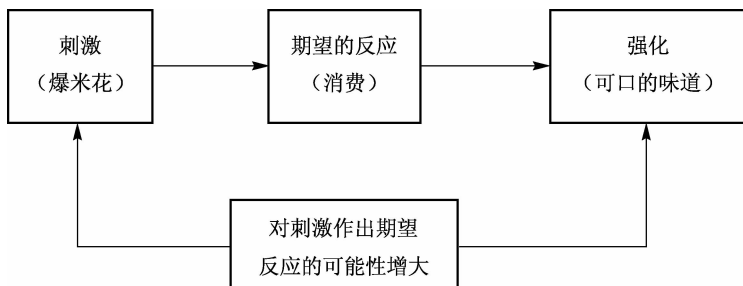 刺激
（爆米花）
期望的反应
（消费）
强化
（可口的味道）
对刺激作出期望
反应的可能性增大